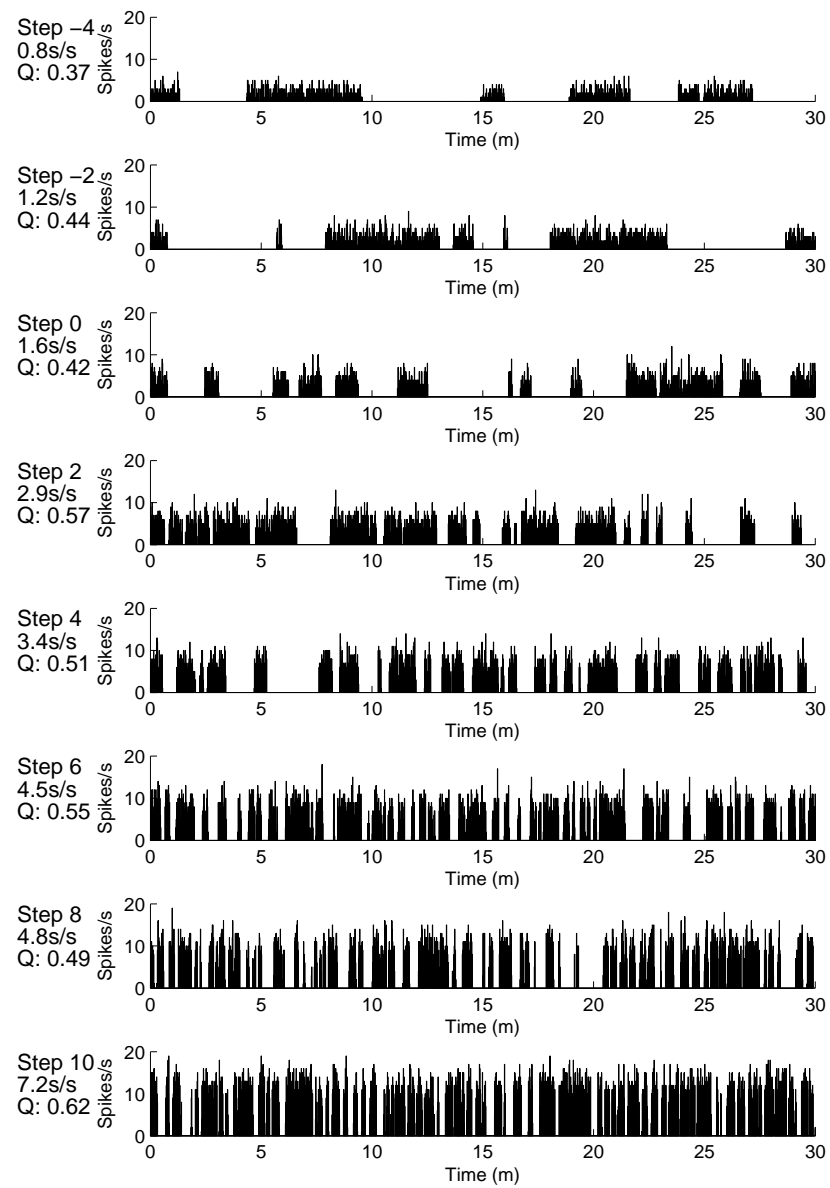 Step −4
0.8s/s
Q: 0.37
Spikes/s
20
10
0
0 5 10 15 20 25 30
Time (m)
Step −2
1.2s/s
Q: 0.44
Spikes/s
20
10
0
0 5 10 15 20 25 30
Time (m)
Step 0
1.6s/s
Q: 0.42
Spikes/s
20
10
0
0 5 10 15 20 25 30
Time (m)
Step 2
2.9s/s
Q: 0.57
Spikes/s
20
10
0
0 5 10 15 20 25 30
Time (m)
Step 4
3.4s/s
Q: 0.51
Spikes/s
20
10
0
0 5 10 15 20 25 30
Time (m)
Step 6
4.5s/s
Q: 0.55
Spikes/s
20
10
0
0 5 10 15 20 25 30
Time (m)
Step 8
4.8s/s
Q: 0.49
Spikes/s
20
10
0
0 5 10 15 20 25 30
Time (m)
Step 10
7.2s/s
Q: 0.62
Spikes/s
20
10
0
0 5 10 15 20 25 30
Time (m)